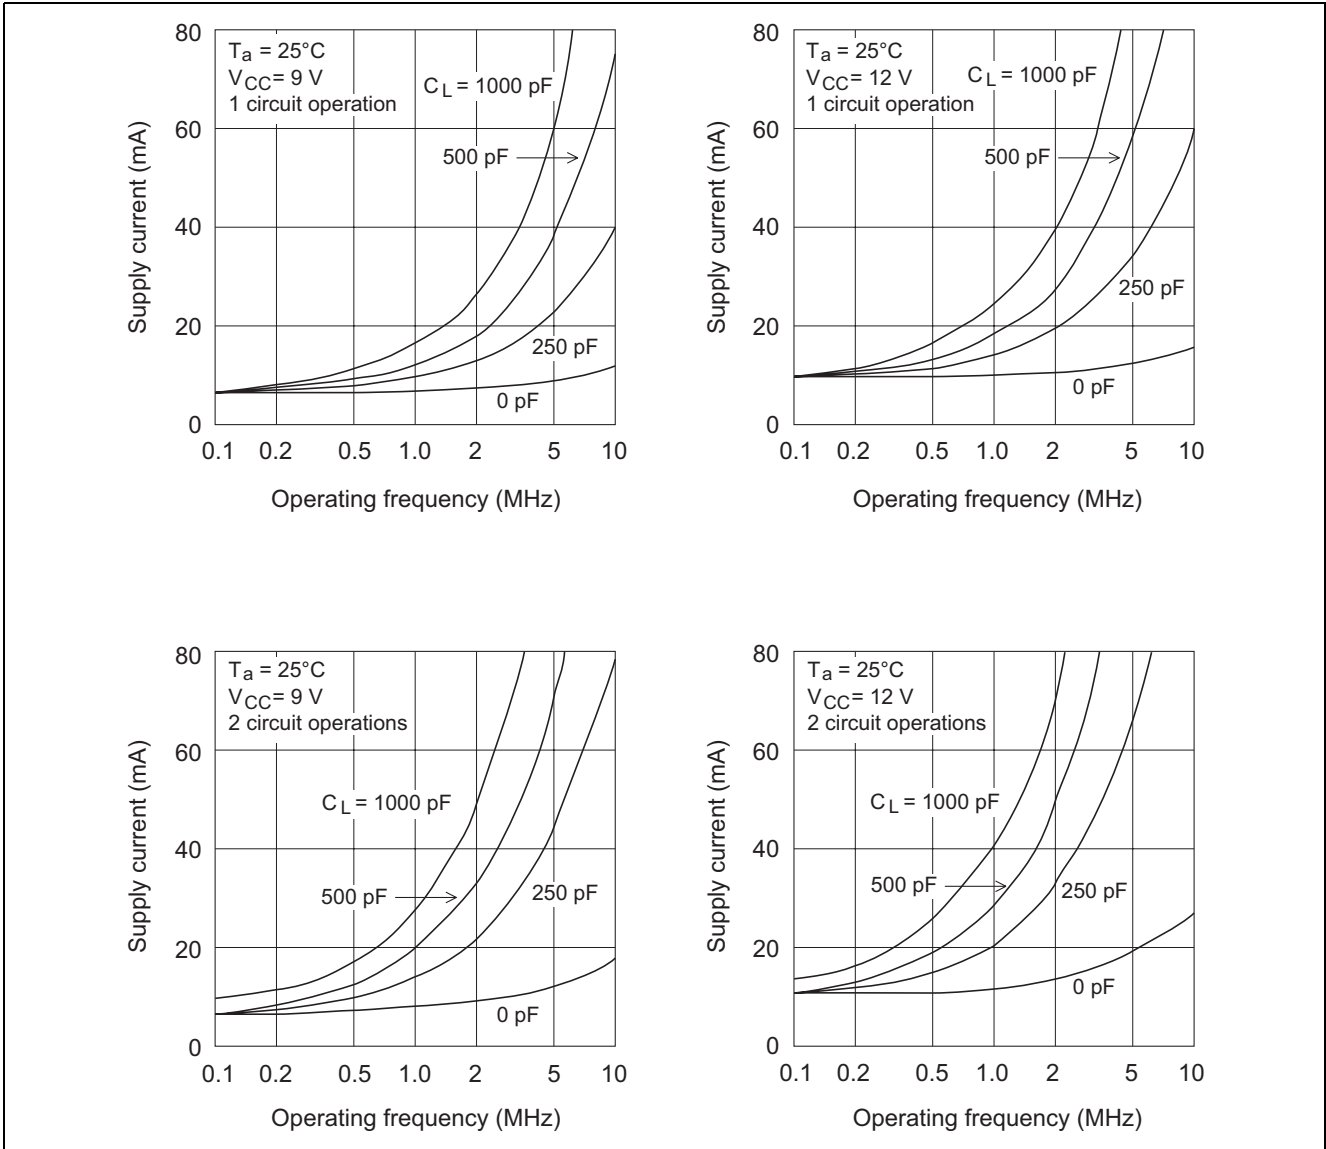 80
60
40
20
0
Supply current (mA)
Ta = 25°C
VCC = 9 V
1 circuit operation
CL = 1000 pF
500 pF
250 pF
0 pF
0.1 0.2 0.5 1.0 2 5 10
Operating frequency (MHz)
80
60
40
20
0
Supply current (mA)
Ta = 25°C
VCC = 12 V
1 circuit operation
CL = 1000 pF
500 pF
250 pF
0 pF
0.1 0.2 0.5 1.0 2 5 10
Operating frequency (MHz)
80
60
40
20
0
Supply current (mA)
Ta = 25°C
VCC = 9 V
2 circuit operations
CL = 1000 pF
500 pF
250 pF
0 pF
0.1 0.2 0.5 1.0 2 5 10
Operating frequency (MHz)
80
60
40
20
0
Supply current (mA)
Ta = 25°C
VCC = 12 V
2 circuit operations
CL = 1000 pF
500 pF
250 pF
0 pF
0.1 0.2 0.5 1.0 2 5 10
Operating frequency (MHz)